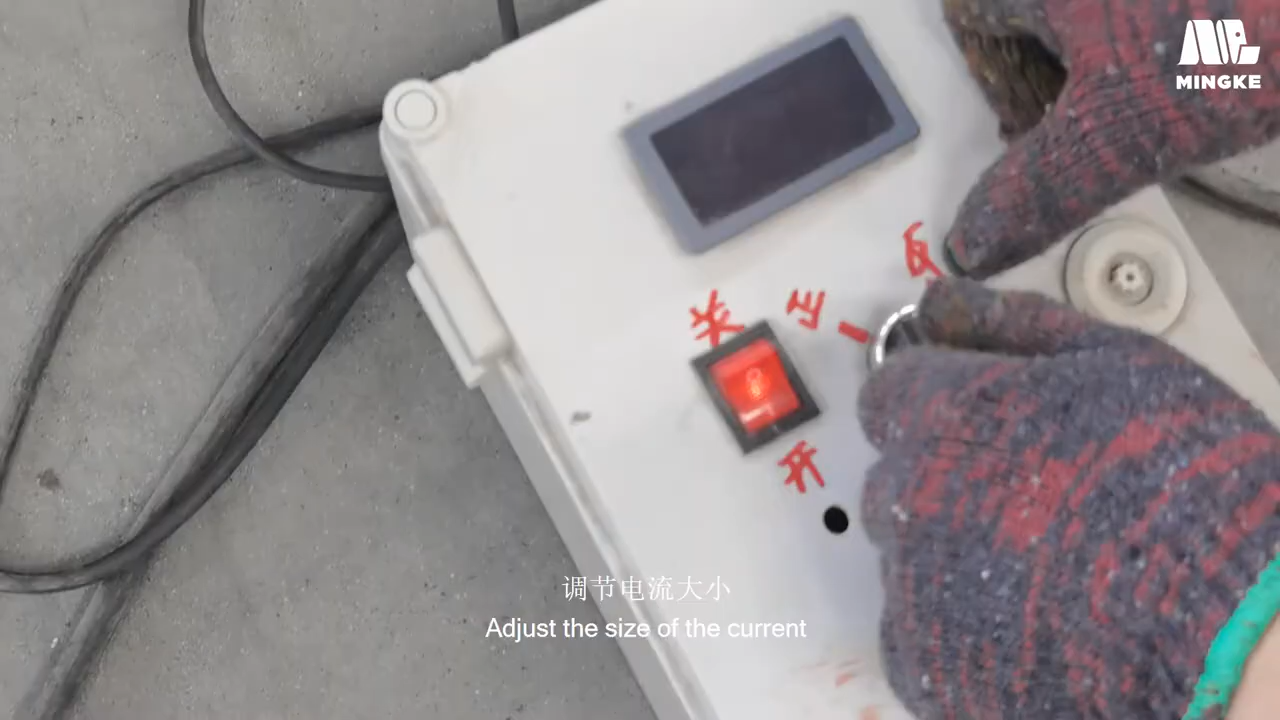 MINGKE
反
关
开
调节电流大小
Adjust the size of the current